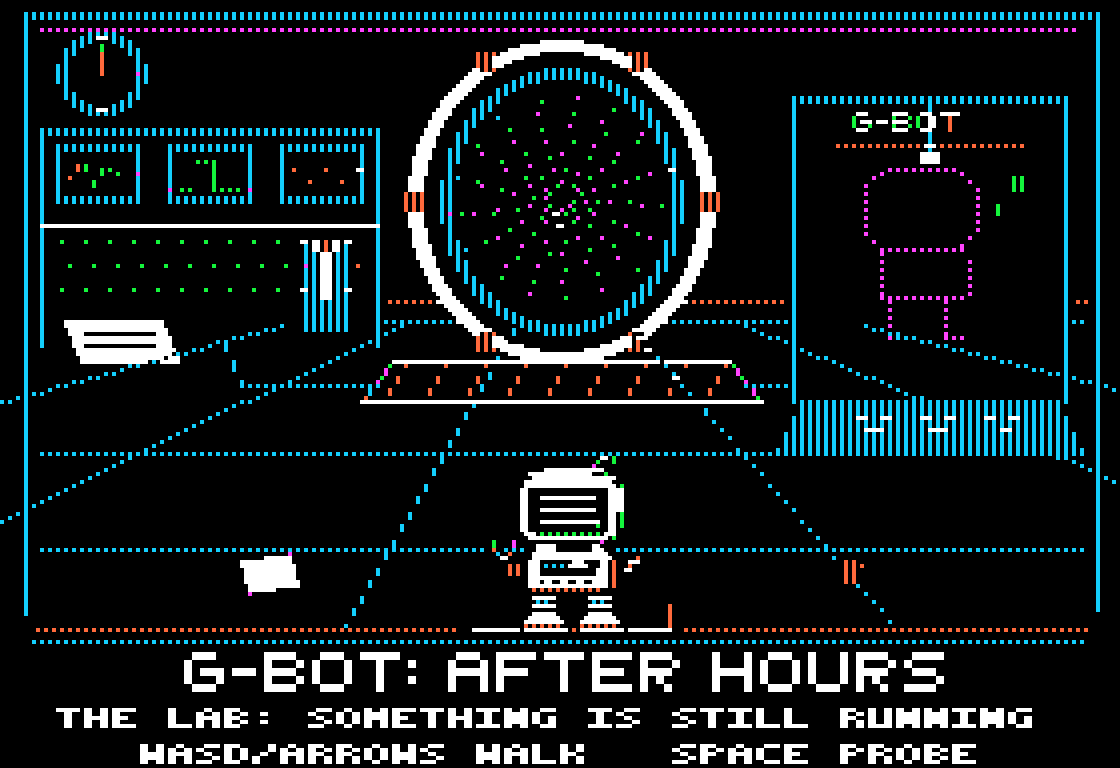 G-BOT
G-BOT: AFTER HOURS
THE LAB: SOMETHING IS STILL RUNNING
WASD/ARROWS WALK SPACE PROBE